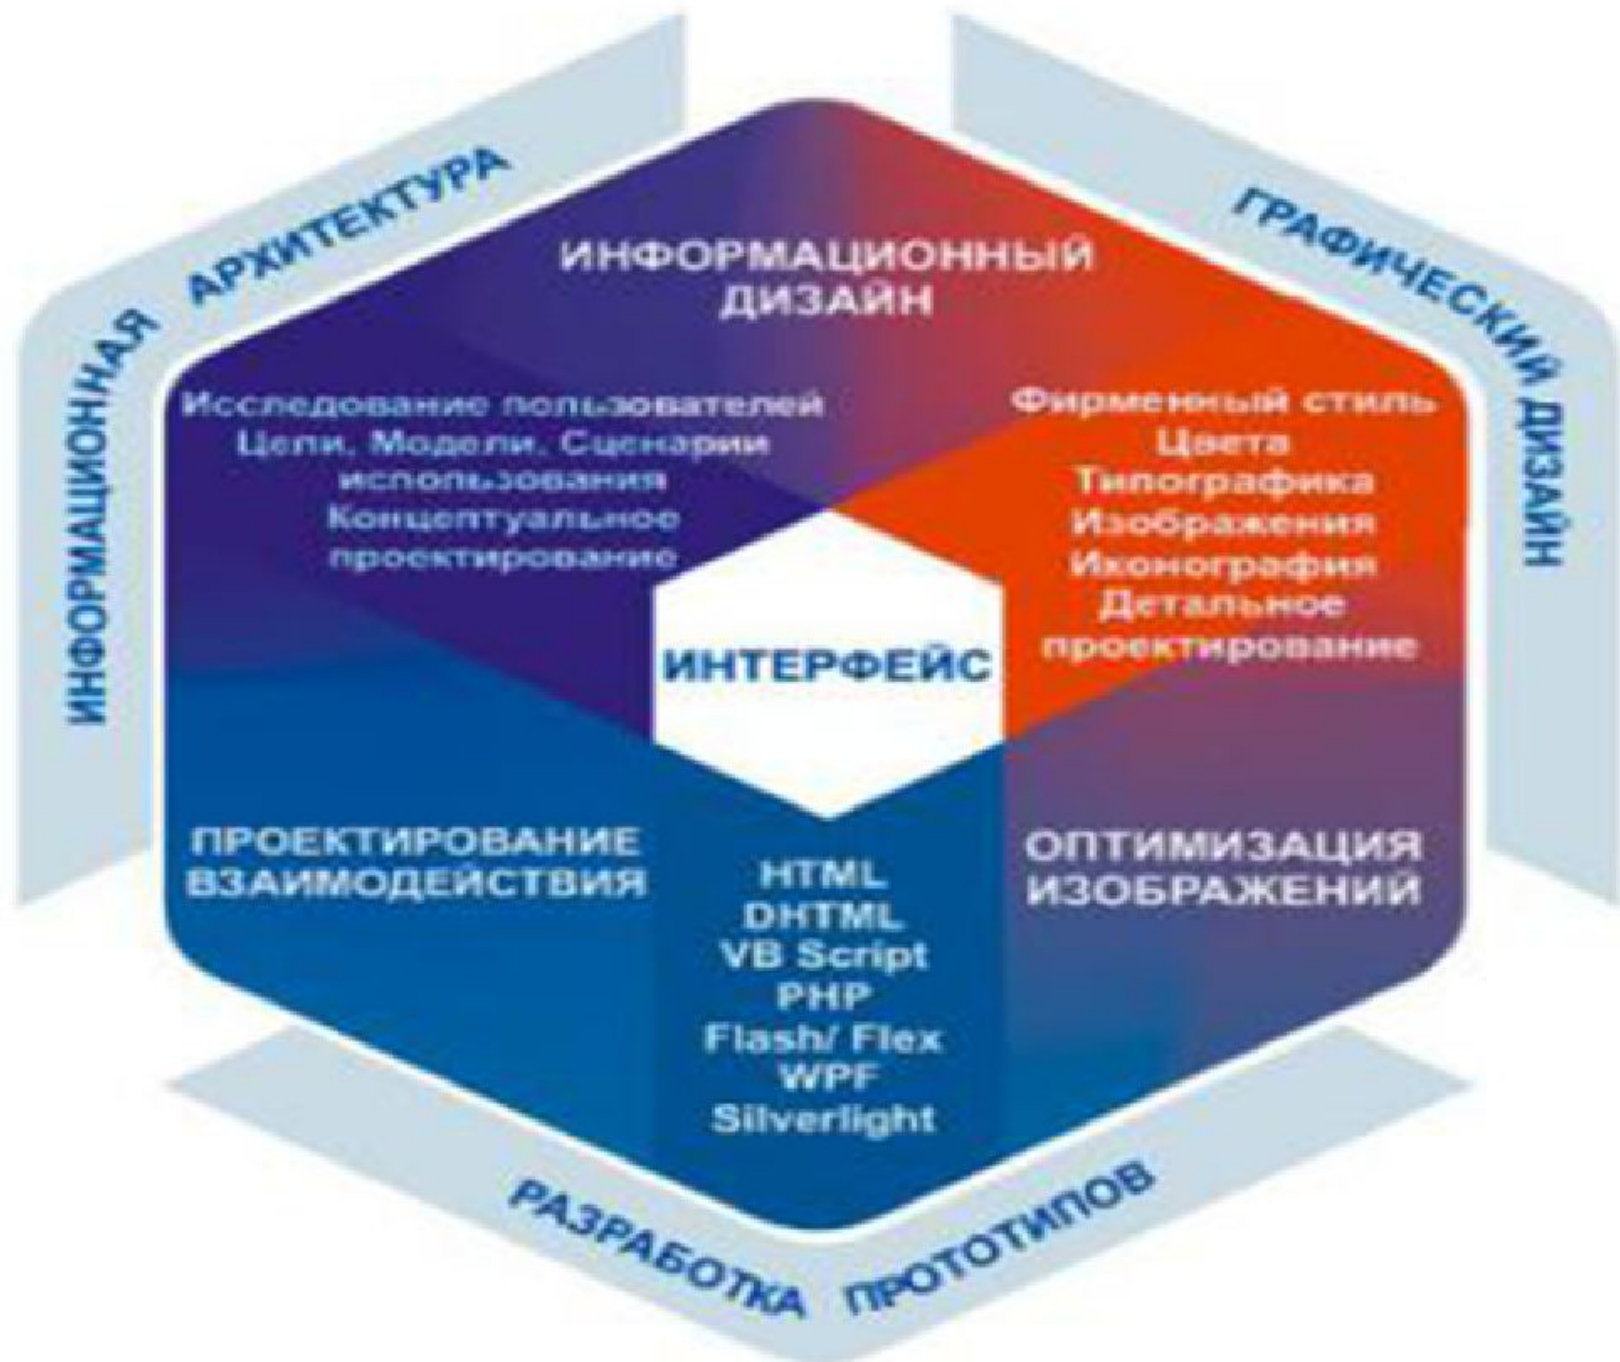 ИНФОРМАЦИОННАЯ АРХИТЕКТУРА
ГРАФИЧЕСКИЙ ДИЗАЙН
ИНФОРМАЦИОННЫЙ
ДИЗАЙН
Исследование пользователей
Цели, Модели, Сценарии
использования
Концептуальное
проектирование
Фирменный стиль
Цвета
Типографика
Изображения
Иконография
Детальное
проектирование
ИНТЕРФЕЙС
ПРОЕКТИРОВАНИЕ
ВЗАИМОДЕЙСТВИЯ
HTML
DHTML
VB Script
PHP
Flash/ Flex
WPF
Silverlight
ОПТИМИЗАЦИЯ
ИЗОБРАЖЕНИЙ
РАЗРАБОТКА ПРОТОТИПОВ